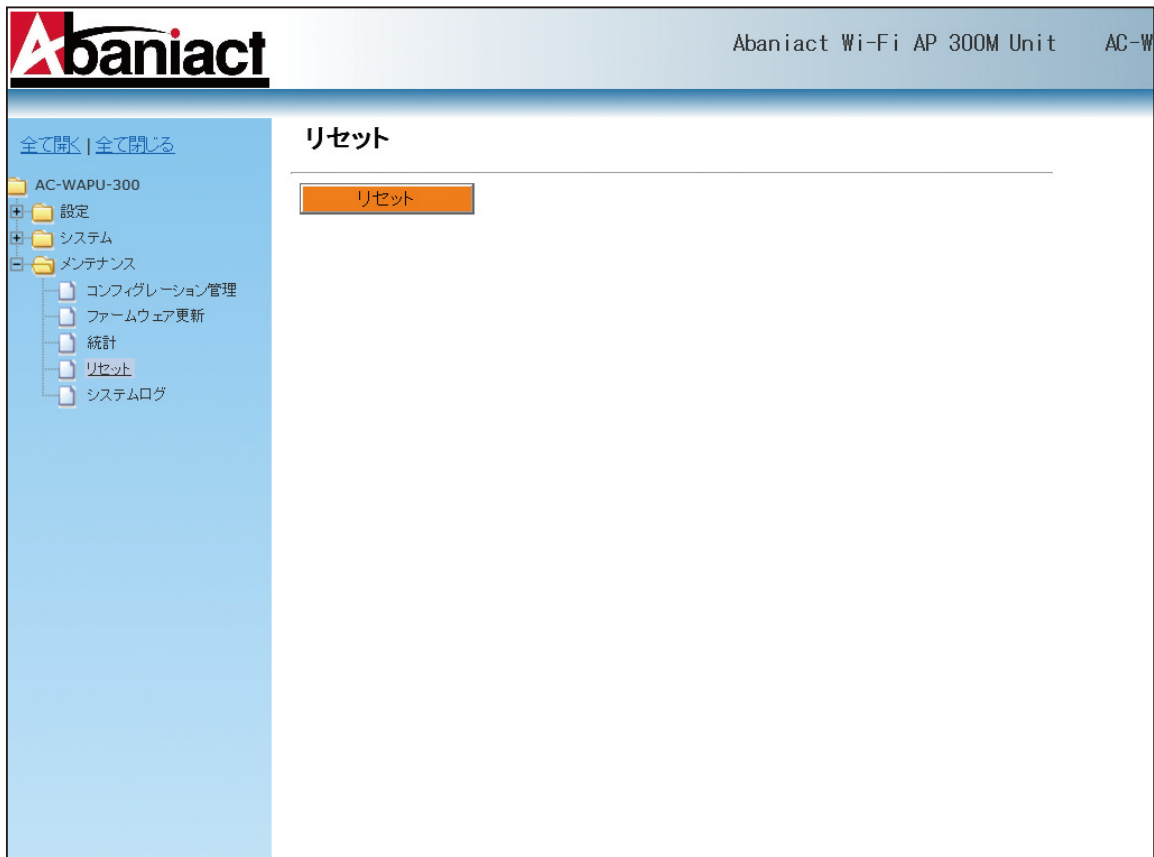 Abaniact
Abaniact Wi-Fi AP 300M Unit AC-W
全て開く | 全て閉じる
AC-WAPU-300
設定
システム
メンテナンス
コンフィグレーション管理
ファームウェア更新
統計
リセット
システムログ
リセット
リセット